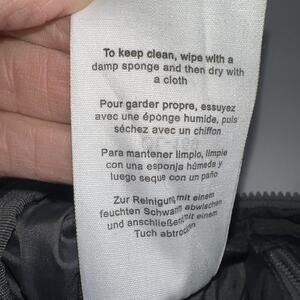 To keep clean, wipe with a
damp sponge and then dry with
a cloth
Pour garder propre, essuyez
avec une éponge humide, puis
séchez avec un chiffon
Para mantener limpio, limpie
con una esponja húmeda y
luego seque con un paño
Zur Reinigung mit einem
feuchten Schwamm abwischen
und anschließend mit einem
Tuch abtrocknen